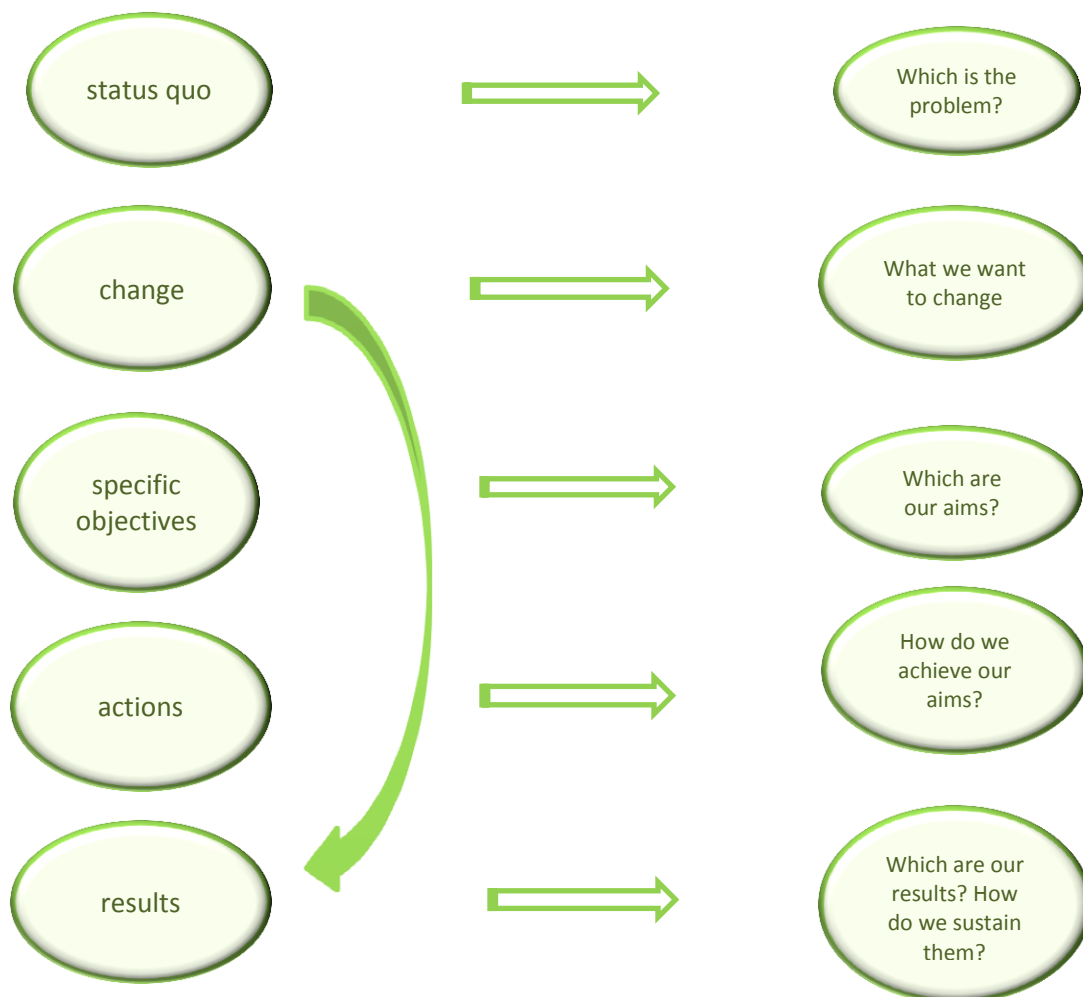 status quo
Which is the
problem?
change
What we want
to change
specific
objectives
Which are
our aims?
actions
How do we
achieve our
aims?
results
Which are our
results? How
do we sustain
them?